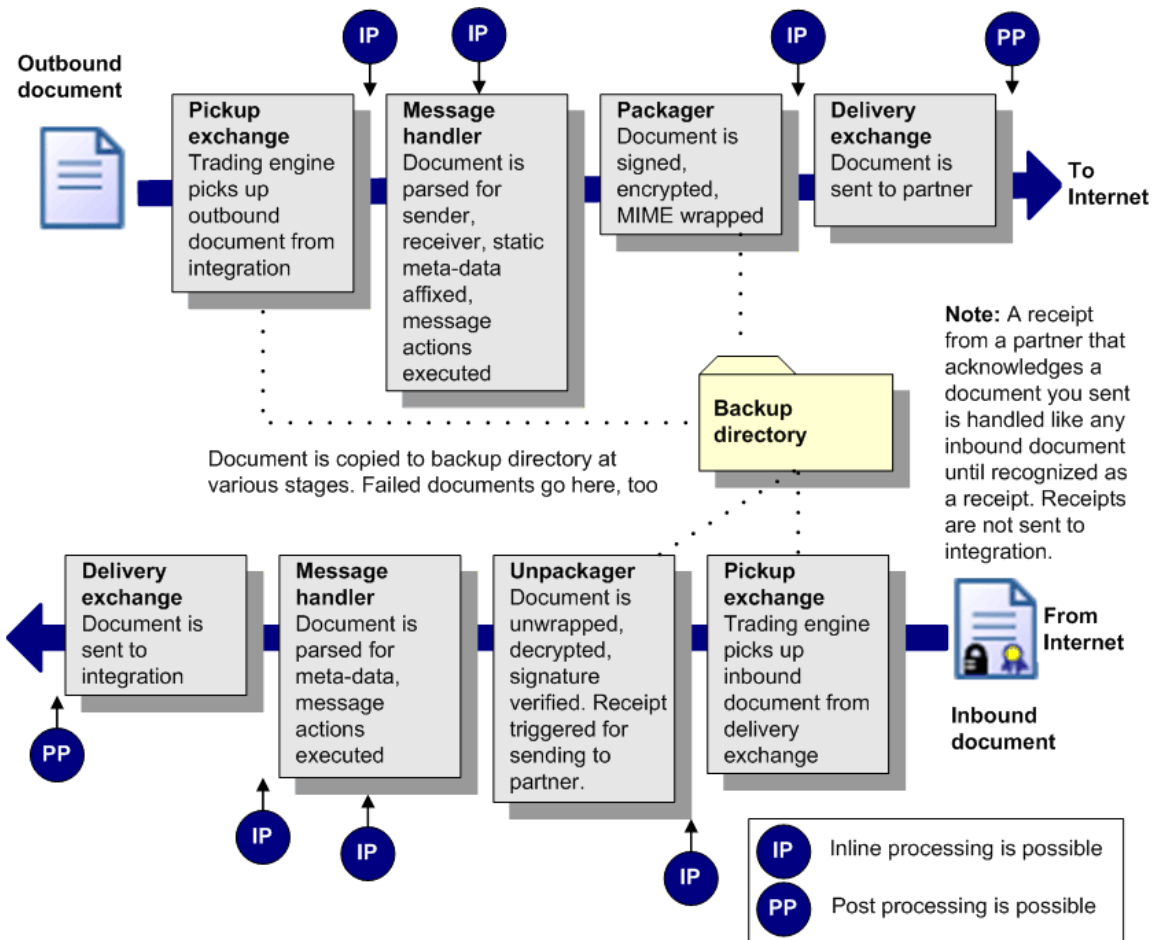 IP
IP
IP
PP
Outbound
document
Pickup
exchange
Trading engine
picks up
outbound
document from
integration
Message
handler
Document is
parsed for
sender,
receiver, static
meta-data
affixed,
message
actions
executed
Packager
Document is
signed,
encrypted,
MIME wrapped
Delivery
exchange
Document is
sent to partner
To
Internet
Note: A receipt
from a partner that
acknowledges a
document you sent
is handled like any
inbound document
until recognized as
a receipt. Receipts
are not sent to
integration.
Backup
directory
Document is copied to backup directory at
various stages. Failed documents go here, too
Delivery
exchange
Document is
sent to
integration
Message
handler
Document is
parsed for
meta-data,
message
actions
executed
Unpackager
Document is
unwrapped,
decrypted,
signature
verified. Receipt
triggered for
sending to
partner.
Pickup
exchange
Trading engine
picks up
inbound
document from
delivery
exchange
From
Internet
Inbound
document
PP
IP
IP
IP
IP Inline processing is possible
PP Post processing is possible